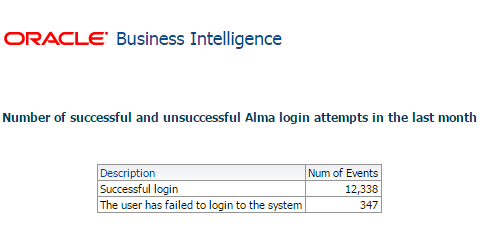 ORACLE Business Intelligence
Number of successful and unsuccessful Alma login attempts in the last month
Description Num of Events
Successful login 12,338
The user has failed to login to the system 347